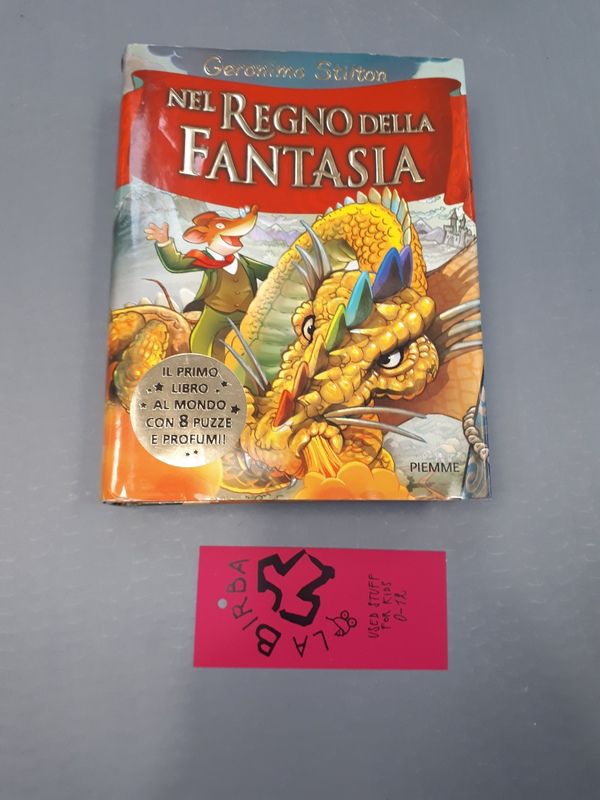 Geronimo Stilton
NEL REGNO DELLA
FANTASIA
IL PRIMO
LIBRO
AL MONDO
CON 8 PUZZE
E PROFUMI!
PIEMME
LA BIRBA
USED STUFF
FOR KIDS
0-12